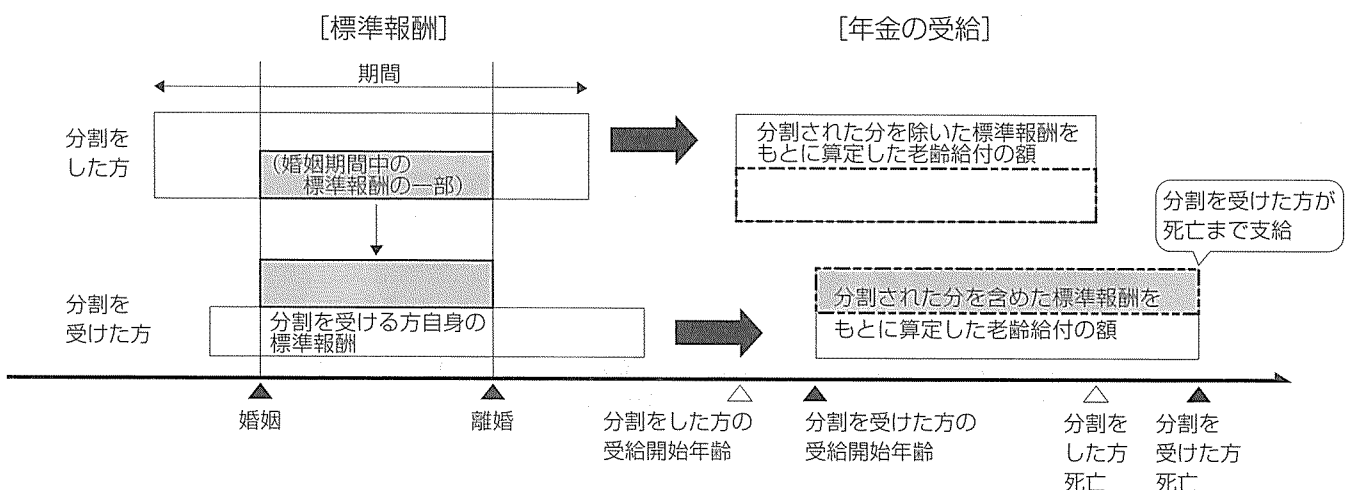 ［標準報酬］
［年金の受給］
期間
分割を
した方
（婚姻期間中の
標準報酬の一部）
分割された分を除いた標準報酬を
もとに算定した老齢給付の額
分割を受けた方が
死亡まで支給
分割を
受けた方
分割を受ける方自身の
標準報酬
分割された分を含めた標準報酬を
もとに算定した老齢給付の額
婚姻
離婚
分割をした方の
受給開始年齢
分割を受けた方の
受給開始年齢
分割を
した方
死亡
分割を
受けた方
死亡